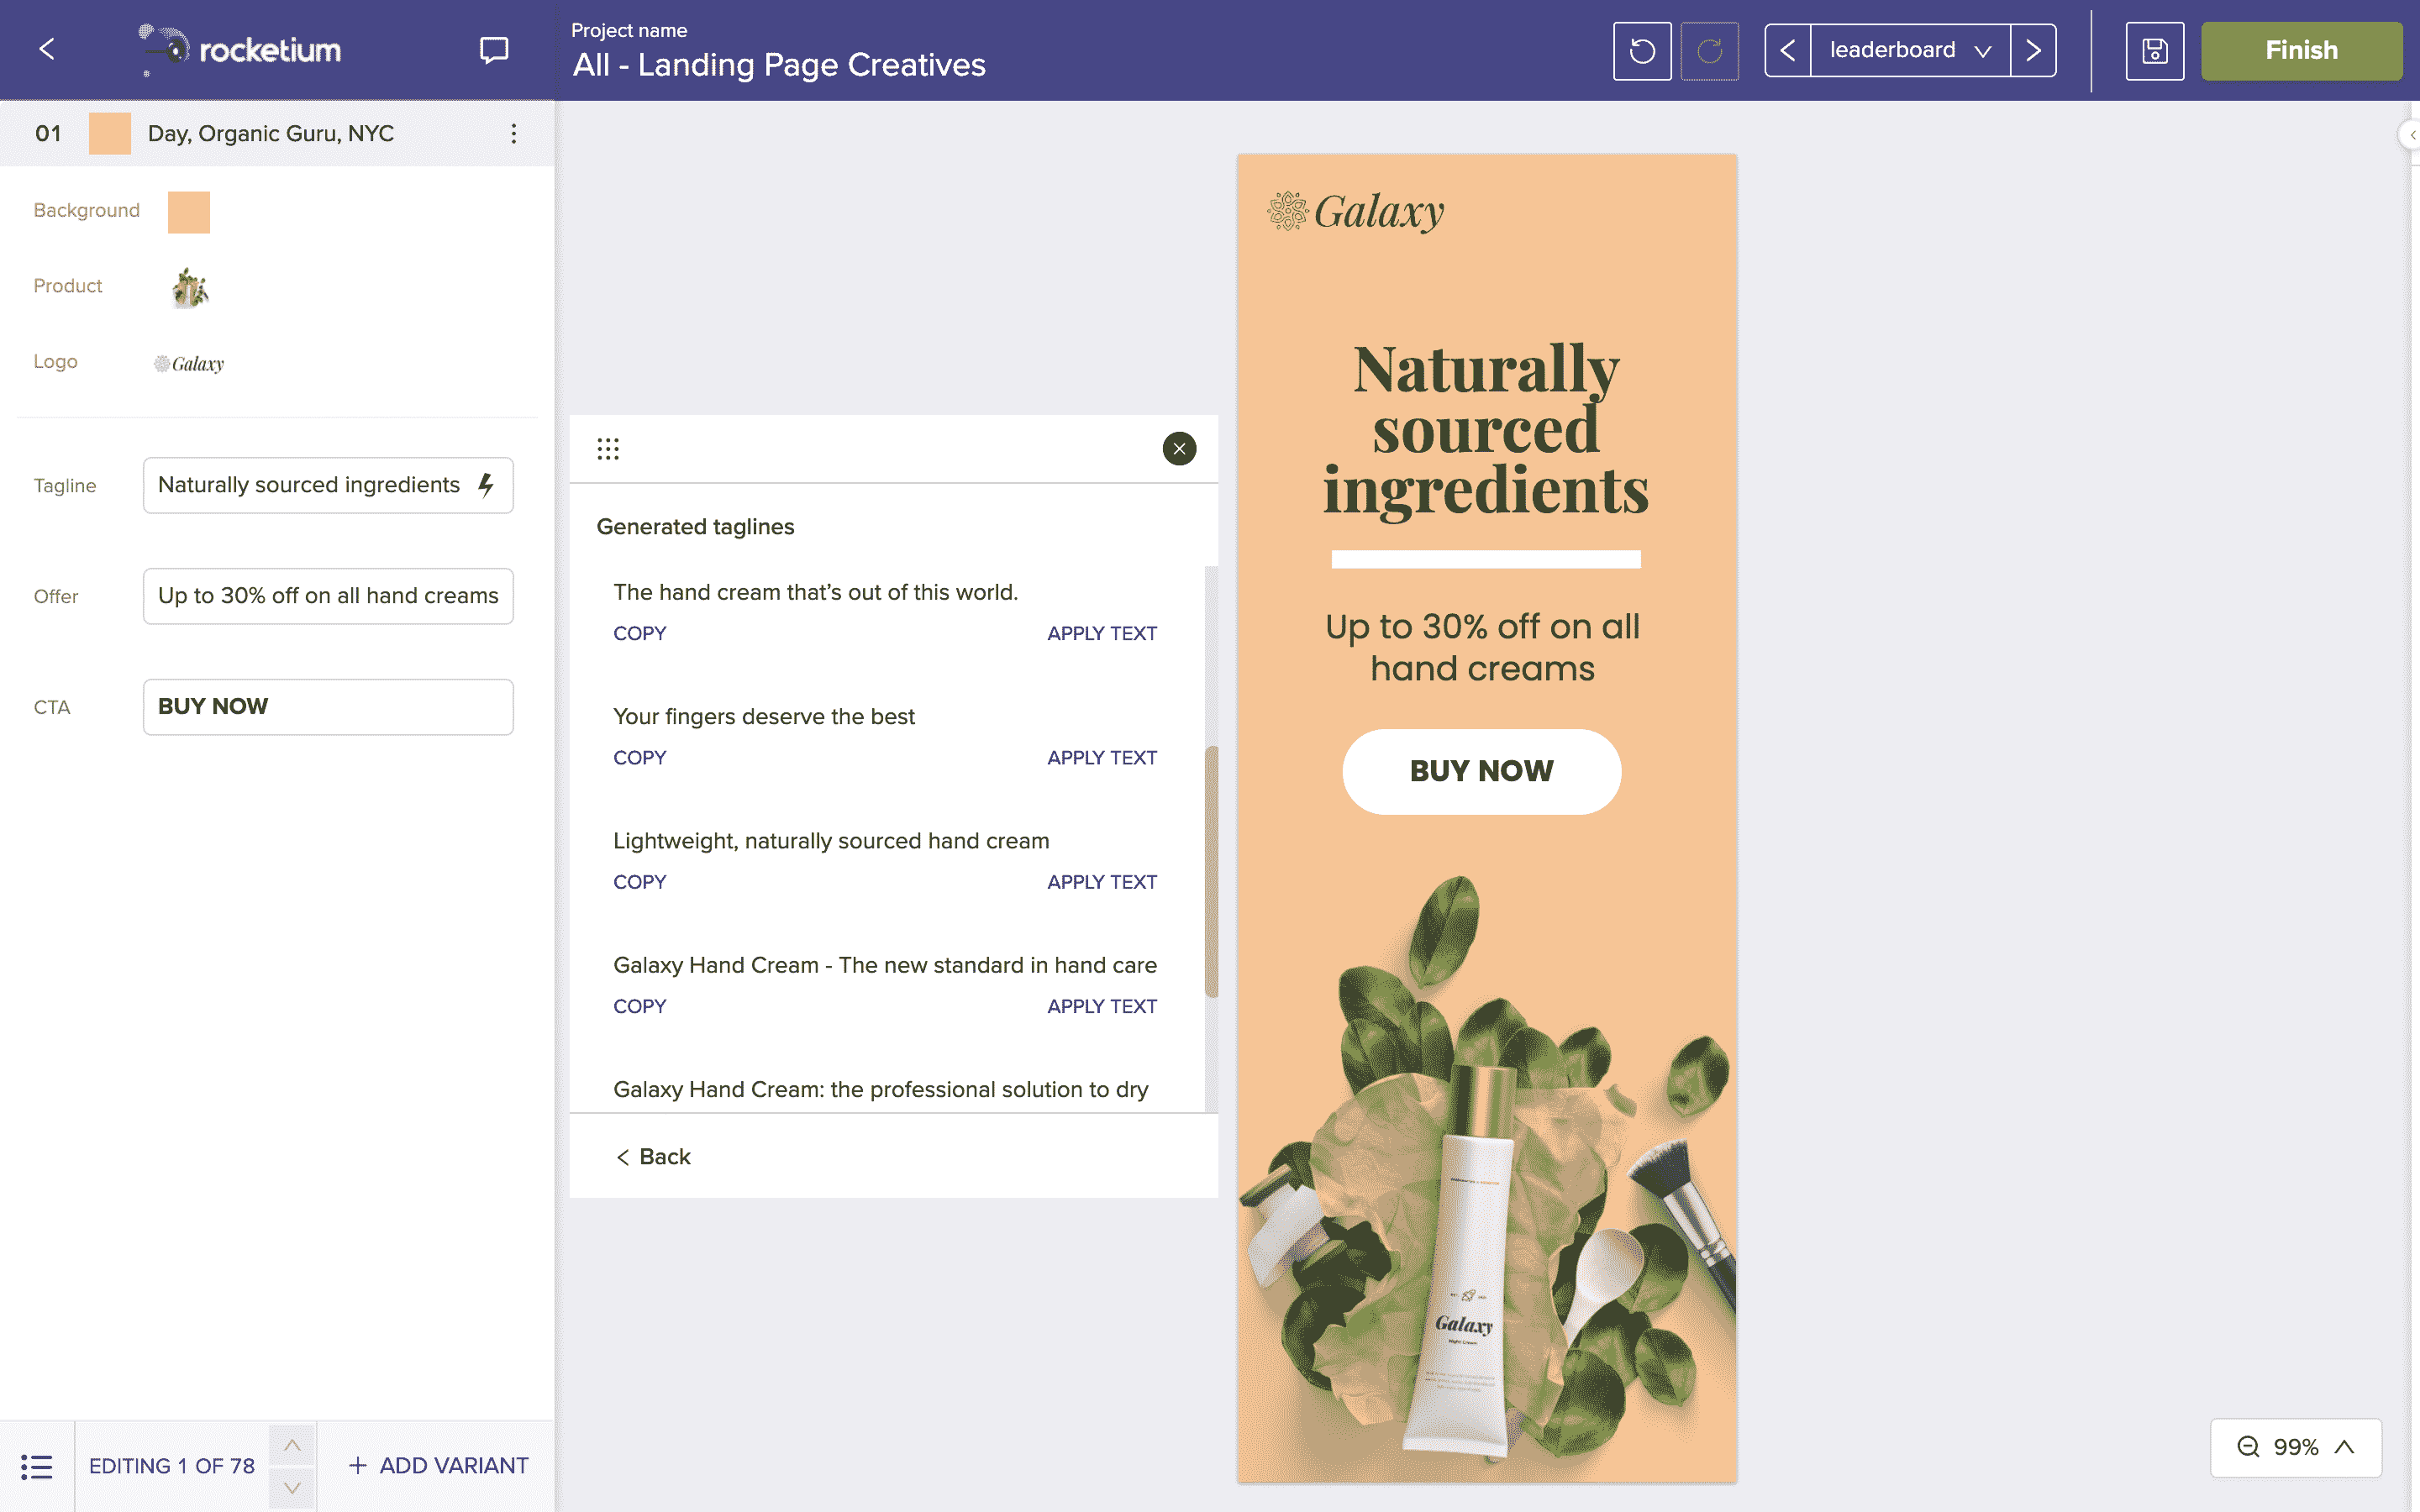 rocketium
Project name
All - Landing Page Creatives
leaderboard
Finish
01
Day, Organic Guru, NYC
Background
Product
Logo
Galaxy
Tagline
Naturally sourced ingredients
Offer
Up to 30% off on all hand creams
CTA
BUY NOW
EDITING 1 OF 78
+ ADD VARIANT
Generated taglines
The hand cream that’s out of this world.
COPY
APPLY TEXT
Your fingers deserve the best
COPY
APPLY TEXT
Lightweight, naturally sourced hand cream
COPY
APPLY TEXT
Galaxy Hand Cream - The new standard in hand care
COPY
APPLY TEXT
Galaxy Hand Cream: the professional solution to dry
< Back
Galaxy
Naturally
sourced
ingredients
Up to 30% off on all
hand creams
BUY NOW
Galaxy
Night Cream
99%